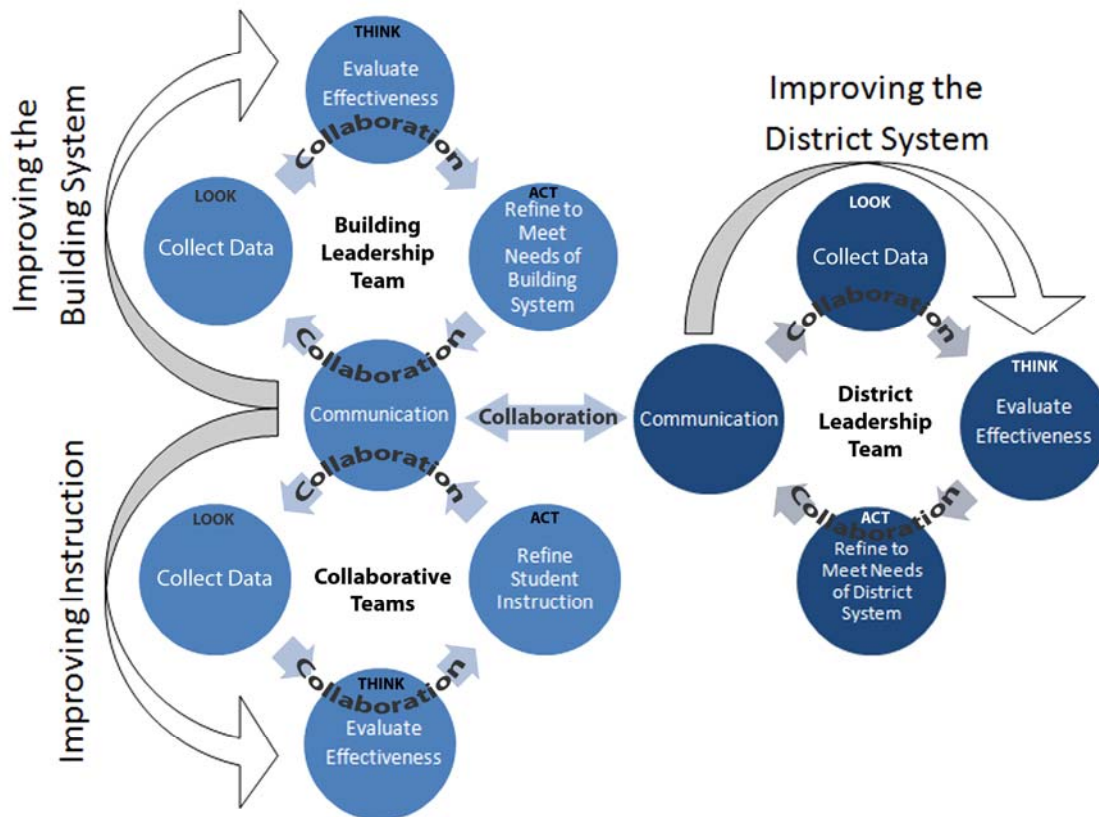 Improving the
Building System
THINK
Evaluate
Effectiveness
Collaboration
LOOK
Collect Data
Building
Leadership
Team
ACT
Refine to
Meet
Needs of
Building
System
Collaboration
Communication
Collaboration
Improving Instruction
LOOK
Collect Data
Collaborative
Teams
ACT
Refine
Student
Instruction
Collaboration
THINK
Evaluate
Effectiveness
Collaboration
Improving the
District System
LOOK
Collect Data
Collaboration
Communication
District
Leadership
Team
THINK
Evaluate
Effectiveness
Collaboration
ACT
Refine to
Meet Needs
of District
System